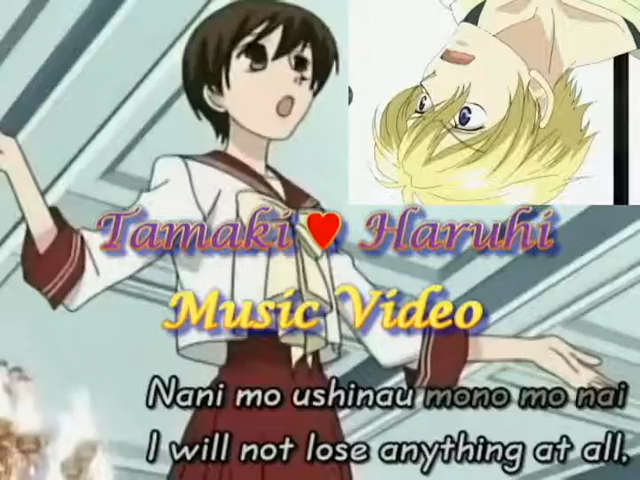 Tamaki ♥ Haruhi
Music Video
Nani mo ushinau mono mo nai
I will not lose anything at all.